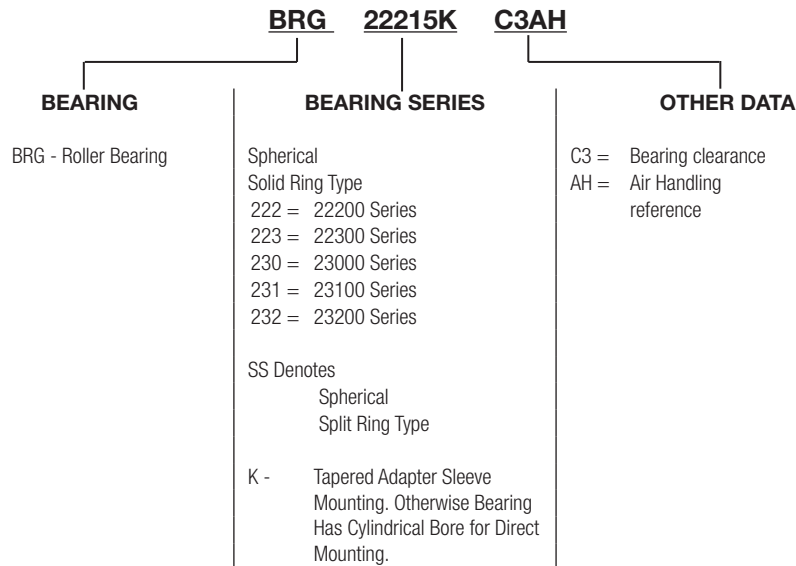 BRG 22215K C3AH
BEARING
BRG - Roller Bearing
BEARING SERIES
Spherical
Solid Ring Type
222 = 22200 Series
223 = 22300 Series
230 = 23000 Series
231 = 23100 Series
232 = 23200 Series
SS Denotes
Spherical
Split Ring Type
K - Tapered Adapter Sleeve
Mounting. Otherwise Bearing
Has Cylindrical Bore for Direct
Mounting.
OTHER DATA
C3 = Bearing clearance
AH = Air Handling
reference